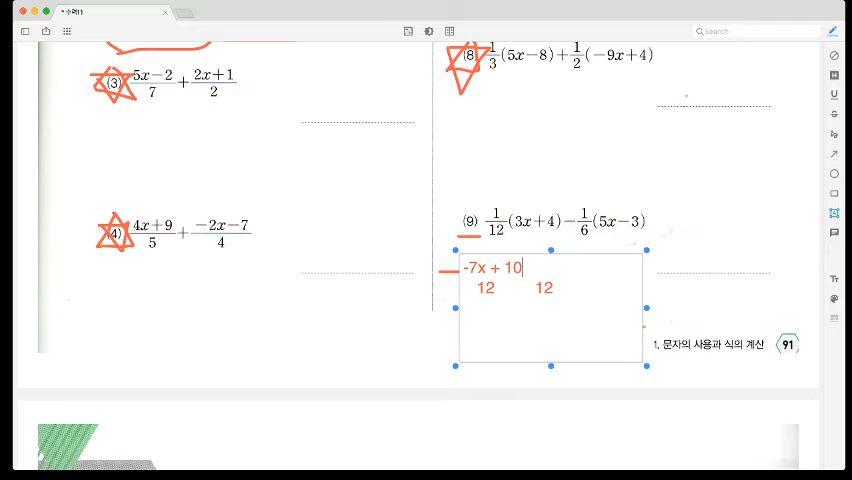 수력11
Search
(3) (5x-2)/7 + (2x+1)/2
(4) (4x+9)/5 + (-2x-7)/4
(8) 1/3(5x-8)+1/2(-9x+4)
(9) 1/12(3x+4)-1/6(5x-3)
-7x + 10
12 12
1. 문자의 사용과 식의 계산 91